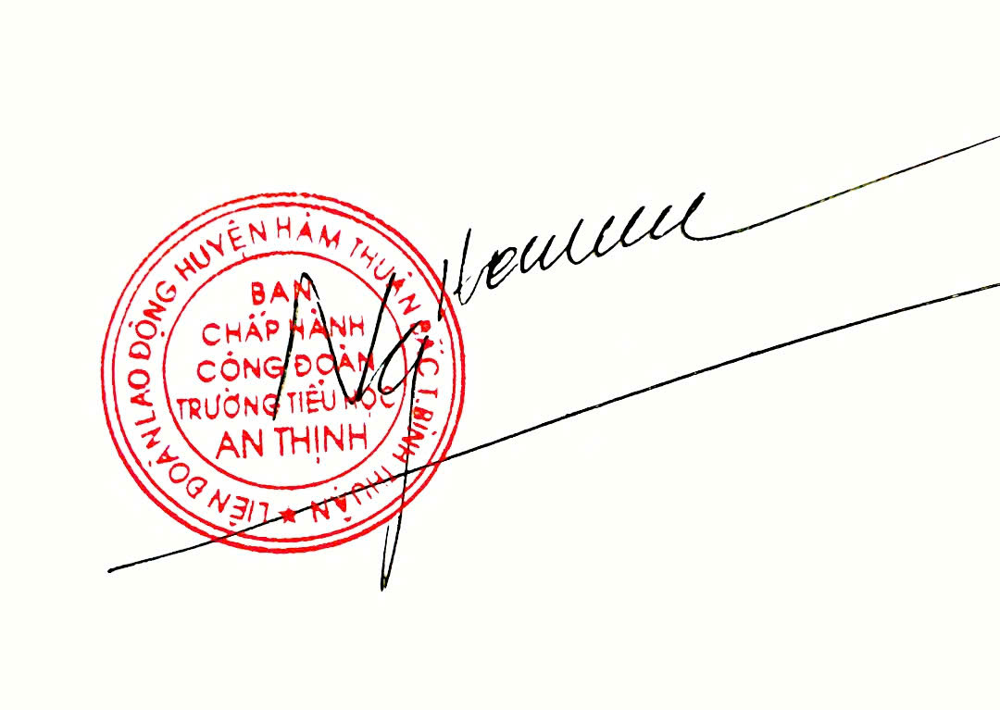 LIÊN ĐOÀN LAO ĐỘNG HUYỆN HÀM THUẬN BẮC T.BÌNH THUẬN
BAN
CHẤP HÀNH
CÔNG ĐOÀN
TRƯỜNG TIỂU HỌC
AN THỊNH